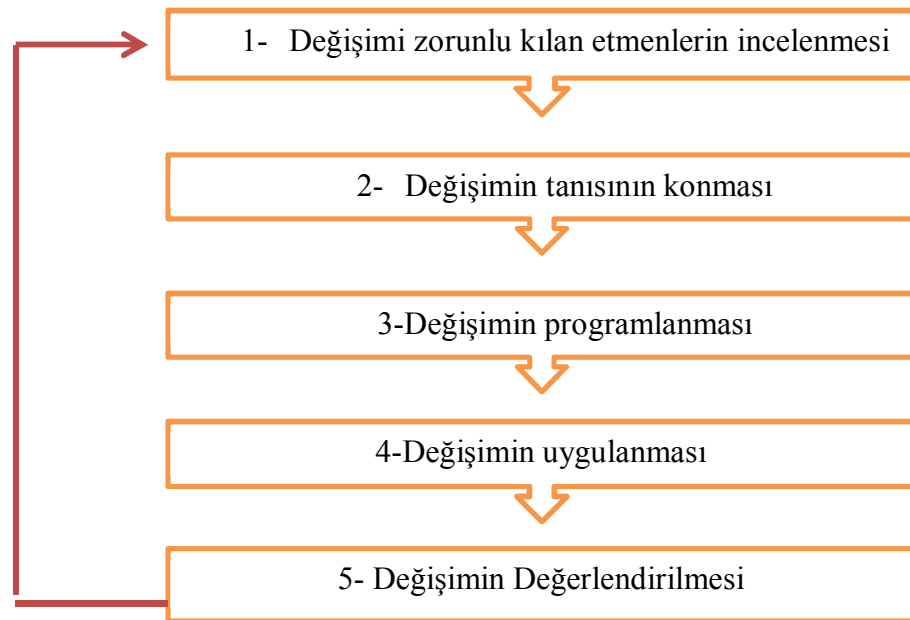 1- Değişimi zorunlu kılan etmenlerin incelenmesi
2- Değişimin tanısının konması
3-Değişimin programlanması
4-Değişimin uygulanması
5- Değişimin Değerlendirilmesi